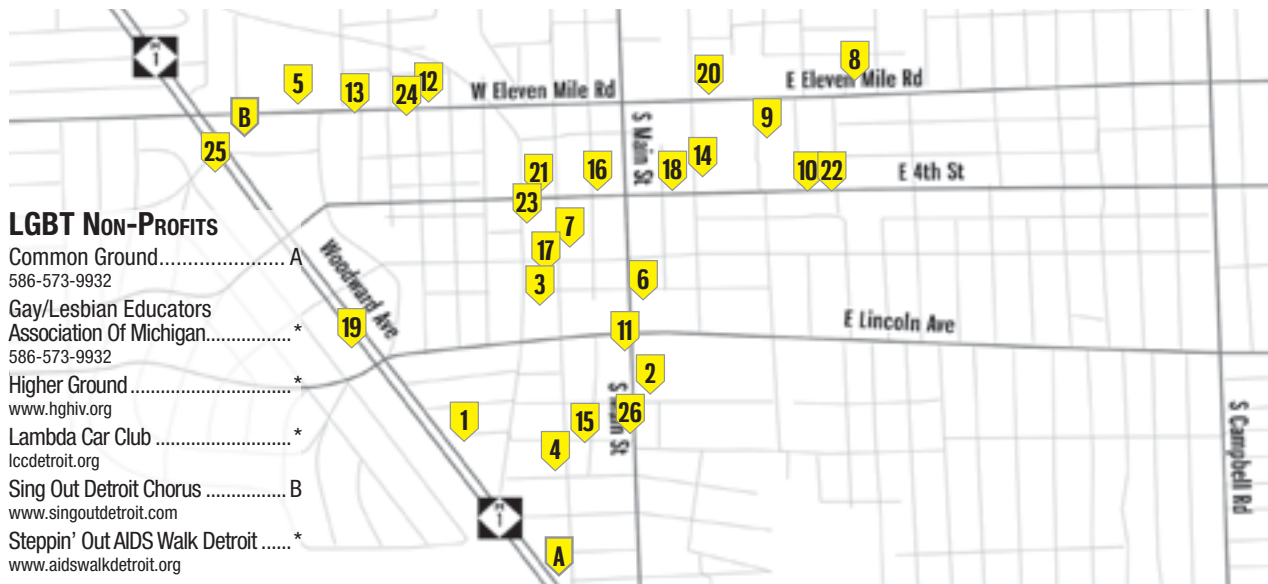 M
1
5
13
24
12
W Eleven Mile Rd
20
8
E Eleven Mile Rd
B
25
S Main St
9
21
16
18
14
10
22
E 4th St
23
7
17
3
6
Woodward Ave
19
11
E Lincoln Ave
2
1
4
15
26
S Main St
S Campbell Rd
M
1
A
LGBT NON-PROFITS
Common Ground...................... A
586-573-9932
Gay/Lesbian Educators
Association Of Michigan.................*
586-573-9932
Higher Ground ................................*
www.hghiv.org
Lambda Car Club ...........................*
lccdetroit.org
Sing Out Detroit Chorus ................ B
www.singoutdetroit.com
Steppin' Out AIDS Walk Detroit ......*
www.aidswalkdetroit.org